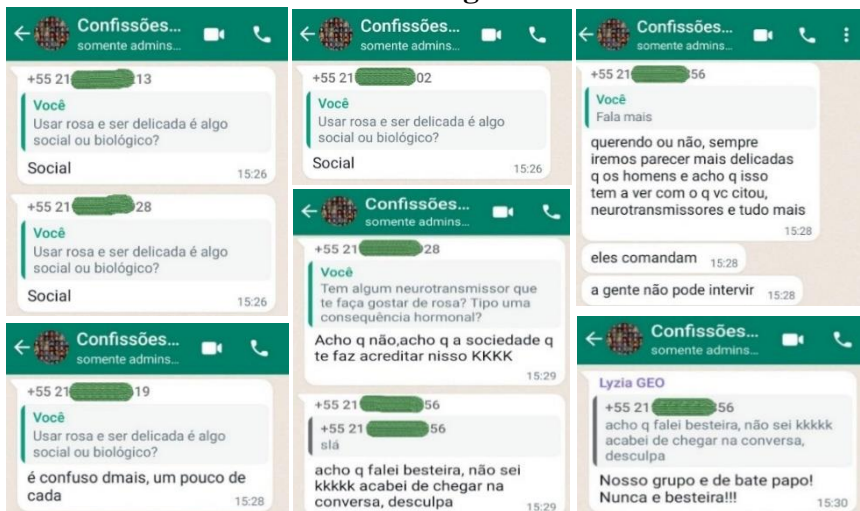 Confissões...
somente admins...
+55 21 13
Você
Usar rosa e ser delicada é algo
social ou biológico?
Social
15:26
+55 21 28
Você
Usar rosa e ser delicada é algo
social ou biológico?
Social
15:26
Confissões...
somente admins...
+55 21 19
Você
Usar rosa e ser delicada é algo
social ou biológico?
é confuso dmais, um pouco de
cada
15:28
Confissões...
somente admins...
+55 21 02
Você
Usar rosa e ser delicada é algo
social ou biológico?
Social
15:26
Confissões...
somente admins...
+55 21 28
Você
Tem algum neurotransmissor que
te faça gostar de rosa? Tipo uma
consequência hormonal?
Acho q não,acho q a sociedade q
te faz acreditar nisso KKKK
15:29
+55 21 56
+55 21 56
slá
acho q falei besteira, não sei
kkkkk acabei de chegar na
conversa, desculpa
15:29
Confissões...
somente admins...
+55 21 56
Você
Fala mais
querendo ou não, sempre
iremos parecer mais delicadas
q os homens e acho q isso
tem a ver com o q vc citou,
neurotransmissores e tudo mais
15:28
eles comandam 15:28
a gente não pode intervir 15:28
Confissões...
somente admins...
Lyzia GEO
+55 21 56
acho q falei besteira, não sei kkkkk
acabei de chegar na conversa,
desculpa
Nosso grupo e de bate papo!
Nunca e besteira!!!
15:30